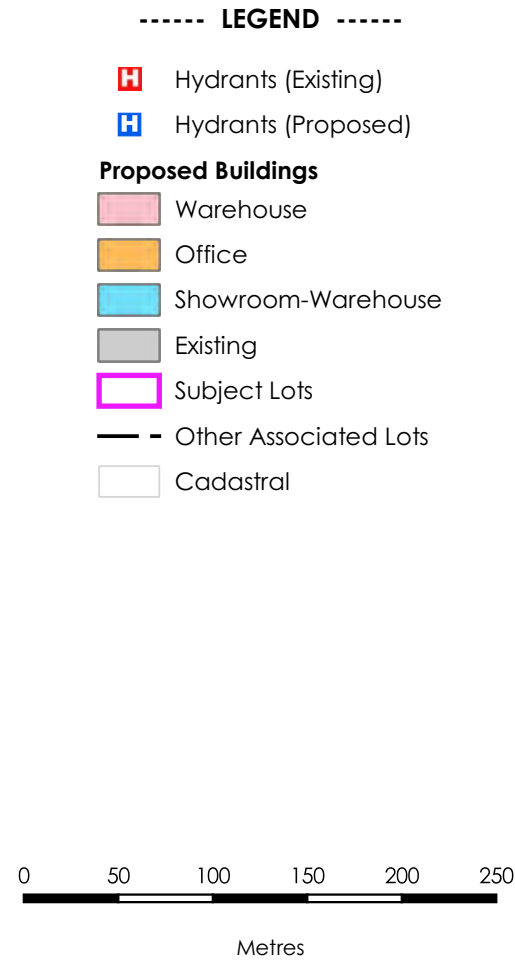 ------ LEGEND ------
H Hydrants (Existing)
H Hydrants (Proposed)
Proposed Buildings
Warehouse
Office
Showroom-Warehouse
Existing
Subject Lots
Other Associated Lots
Cadastral
0 50 100 150 200 250
Metres